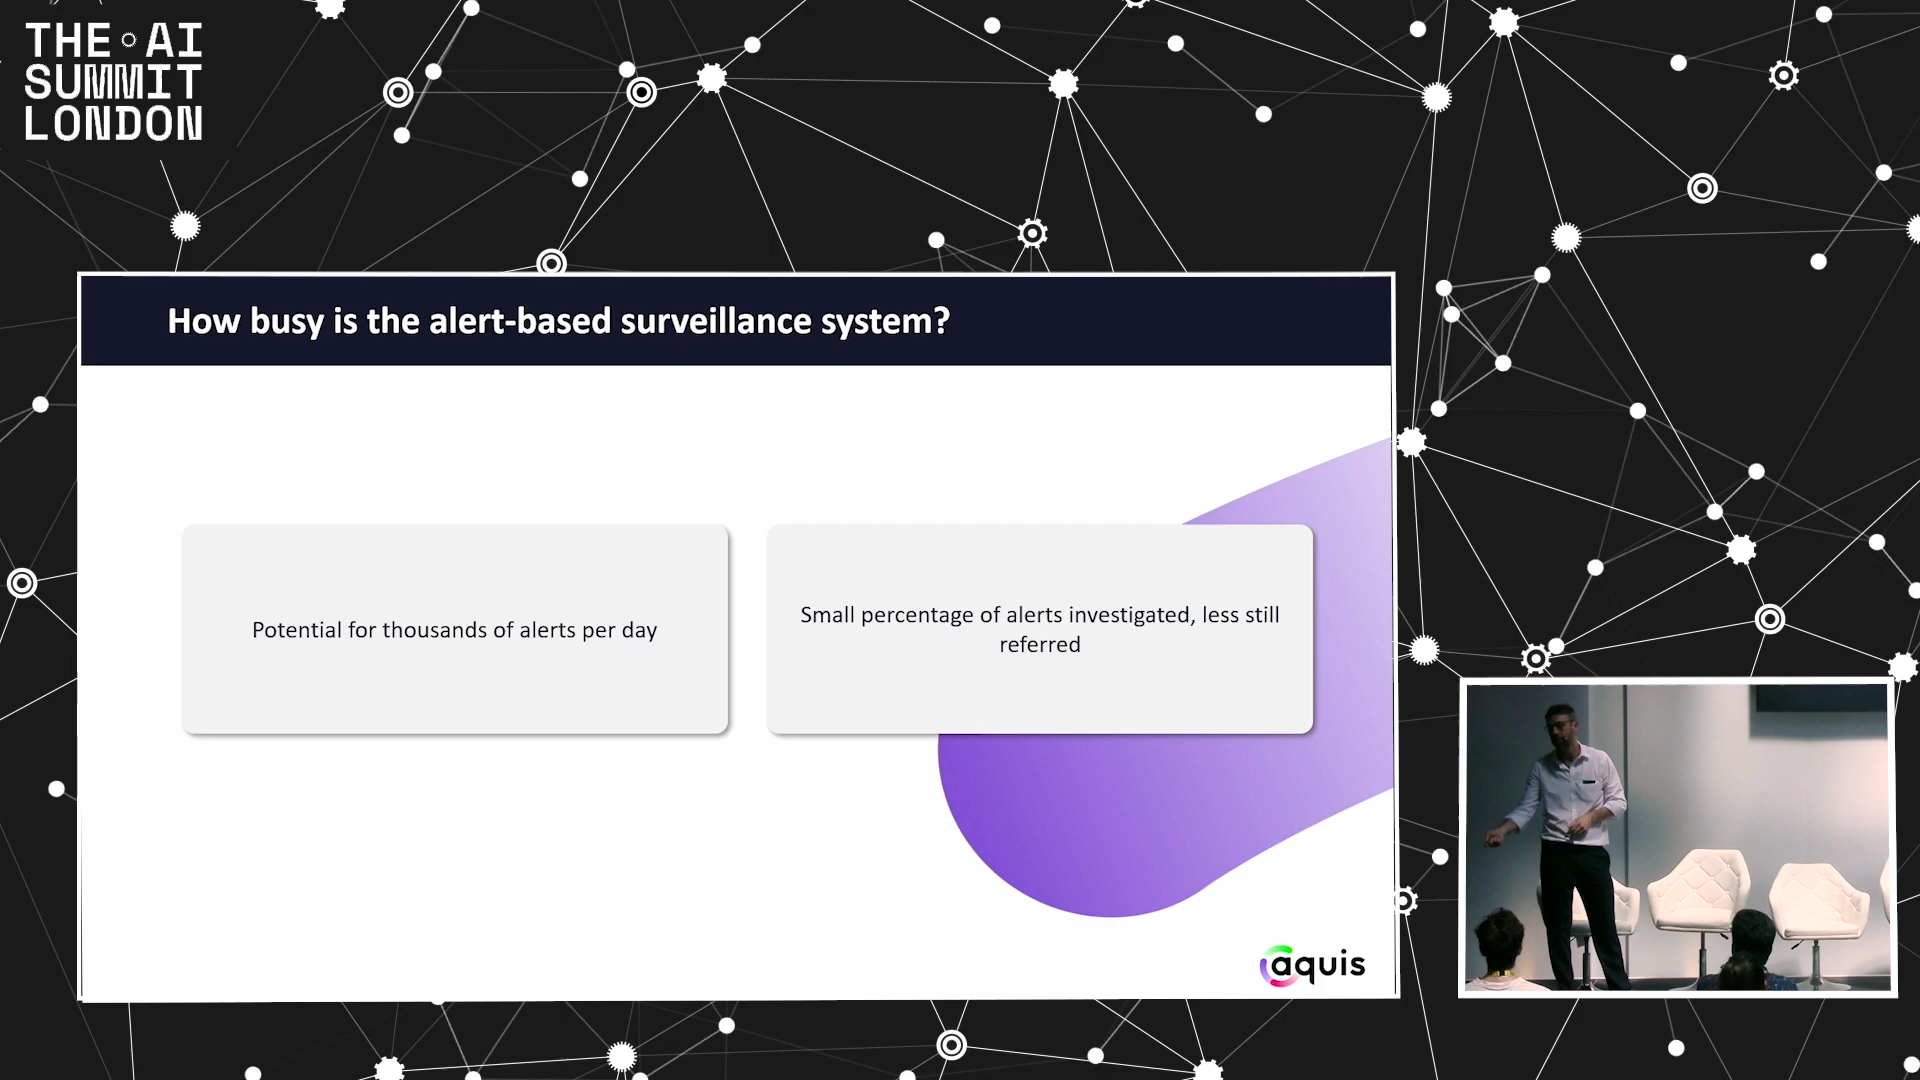 THE AI
SUMMIT
LONDON
How busy is the alert-based surveillance system?
Potential for thousands of alerts per day
Small percentage of alerts investigated, less still
referred
aquis